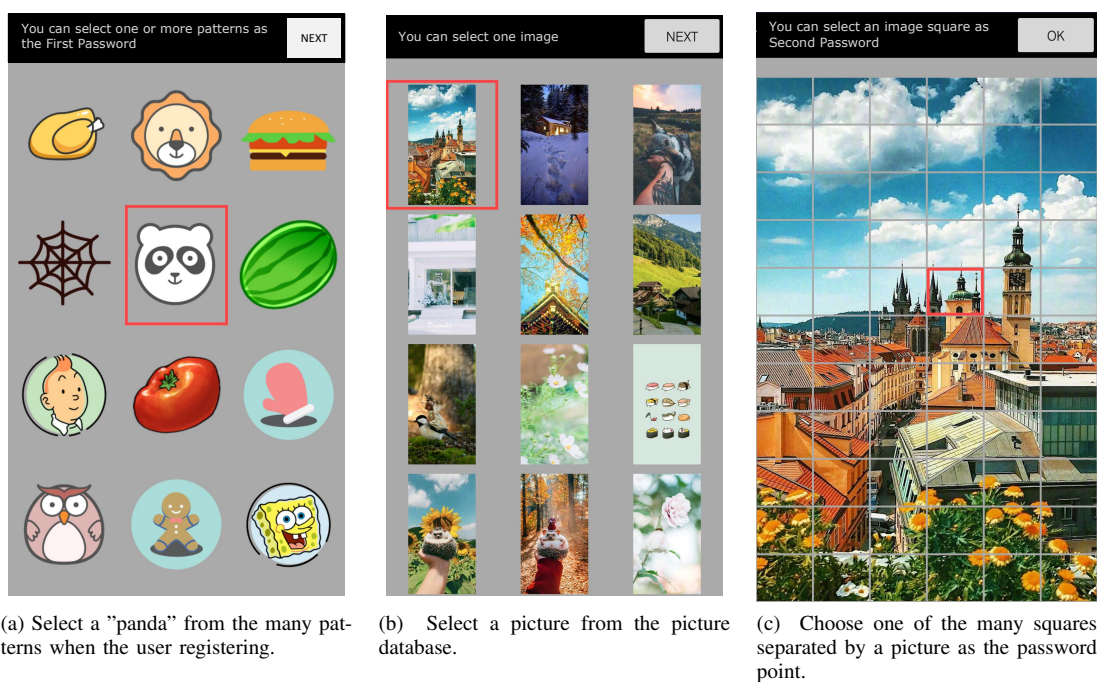 You can select one or more patterns as
the First Password
NEXT
You can select one image
NEXT
You can select an image square as
Second Password
OK
(a) Select a ”panda” from the many pat-
terns when the user registering.
(b) Select a picture from the picture
database.
(c) Choose one of the many squares
separated by a picture as the password
point.